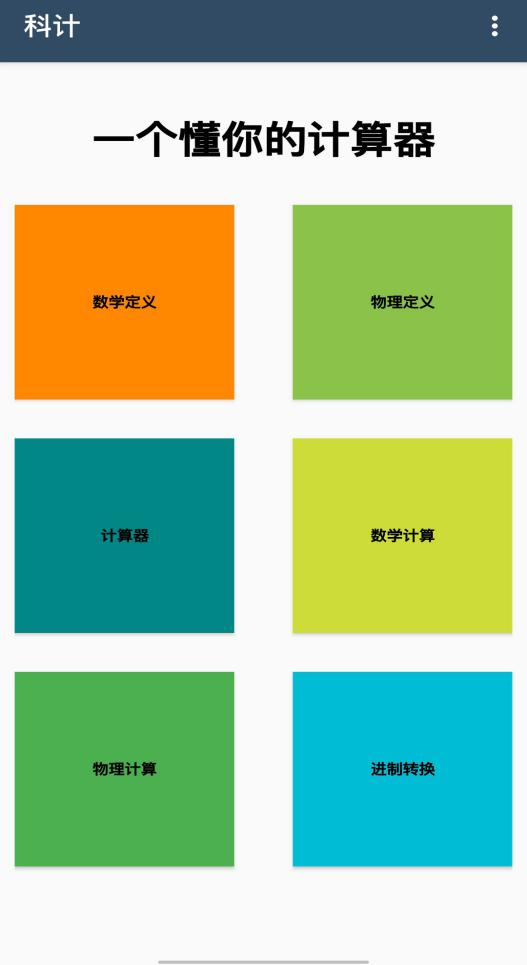 科计
一个懂你的计算器
数学定义
物理定义
计算器
数学计算
物理计算
进制转换